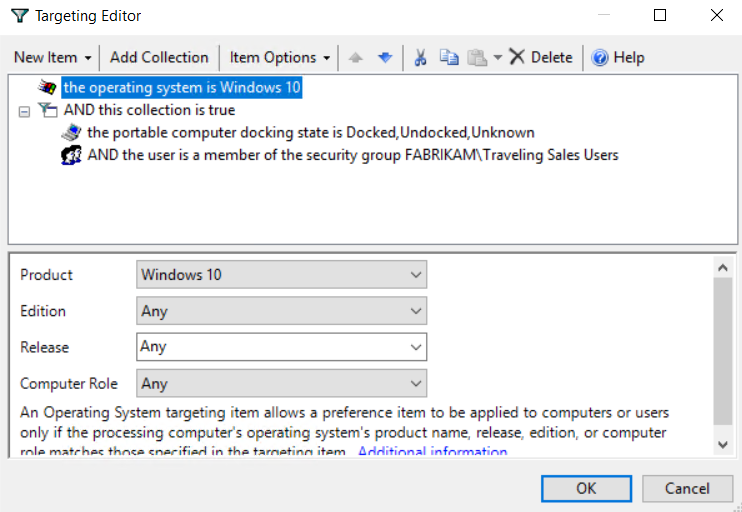 Targeting Editor
New Item Add Collection Item Options Delete Help
the operating system is Windows 10
AND this collection is true
the portable computer docking state is Docked,Undocked,Unknown
AND the user is a member of the security group FABRIKAM\Traveling Sales Users
Product Windows 10
Edition Any
Release Any
Computer Role Any
An Operating System targeting item allows a preference item to be applied to computers or users
only if the processing computer's operating system's product name, release, edition, or computer
role matches those specified in the targeting item. Additional information
OK Cancel